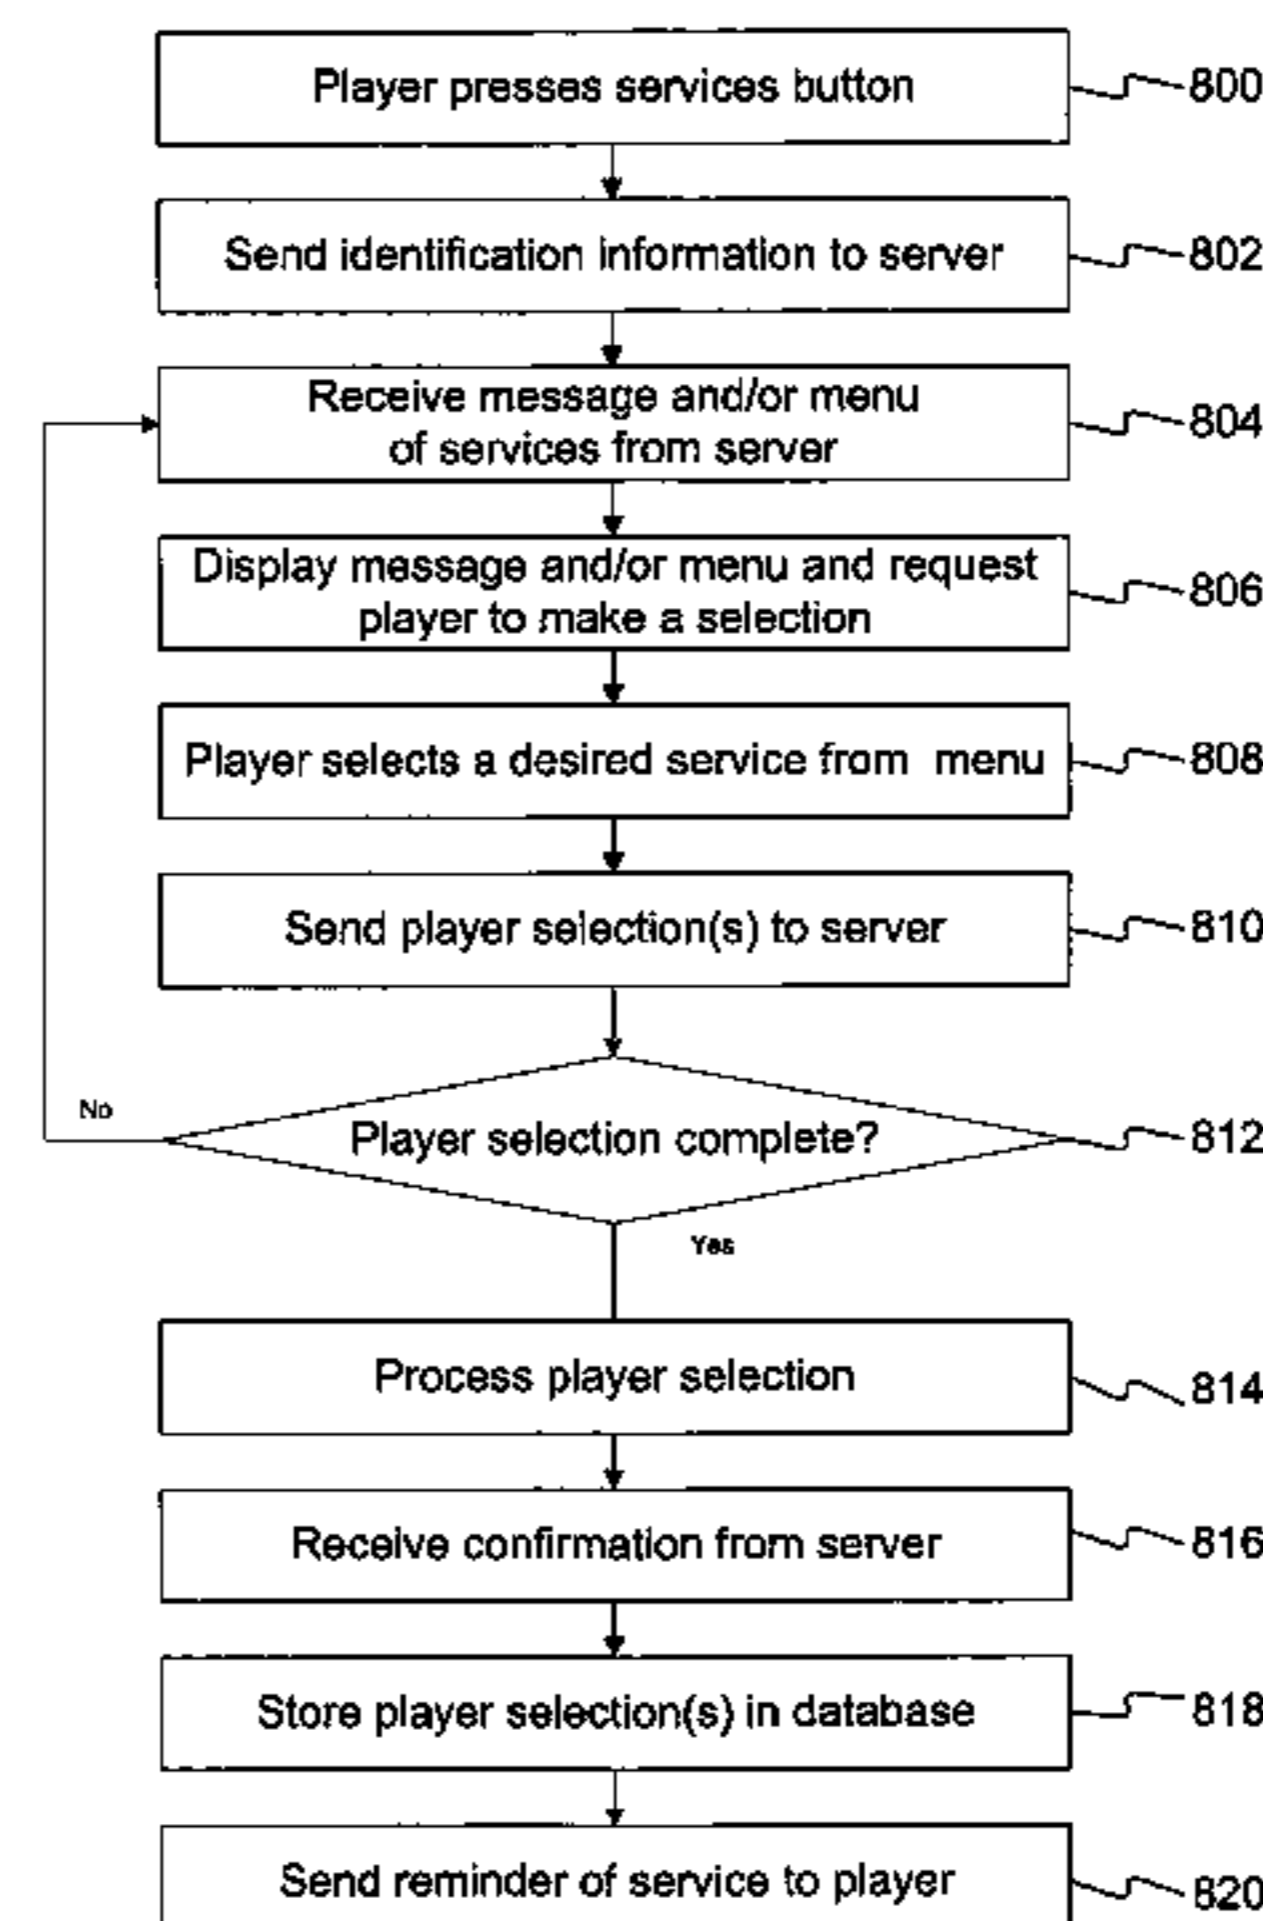 Player presses services button
800
Send identification information to server
802
Receive message and/or menu
of services from server
804
Display message and/or menu and request
player to make a selection
806
Player selects a desired service from menu
808
Send player selection(s) to server
810
No
Player selection complete?
812
Yes
Process player selection
814
Receive confirmation from server
816
Store player selection(s) in database
818
Send reminder of service to player
820